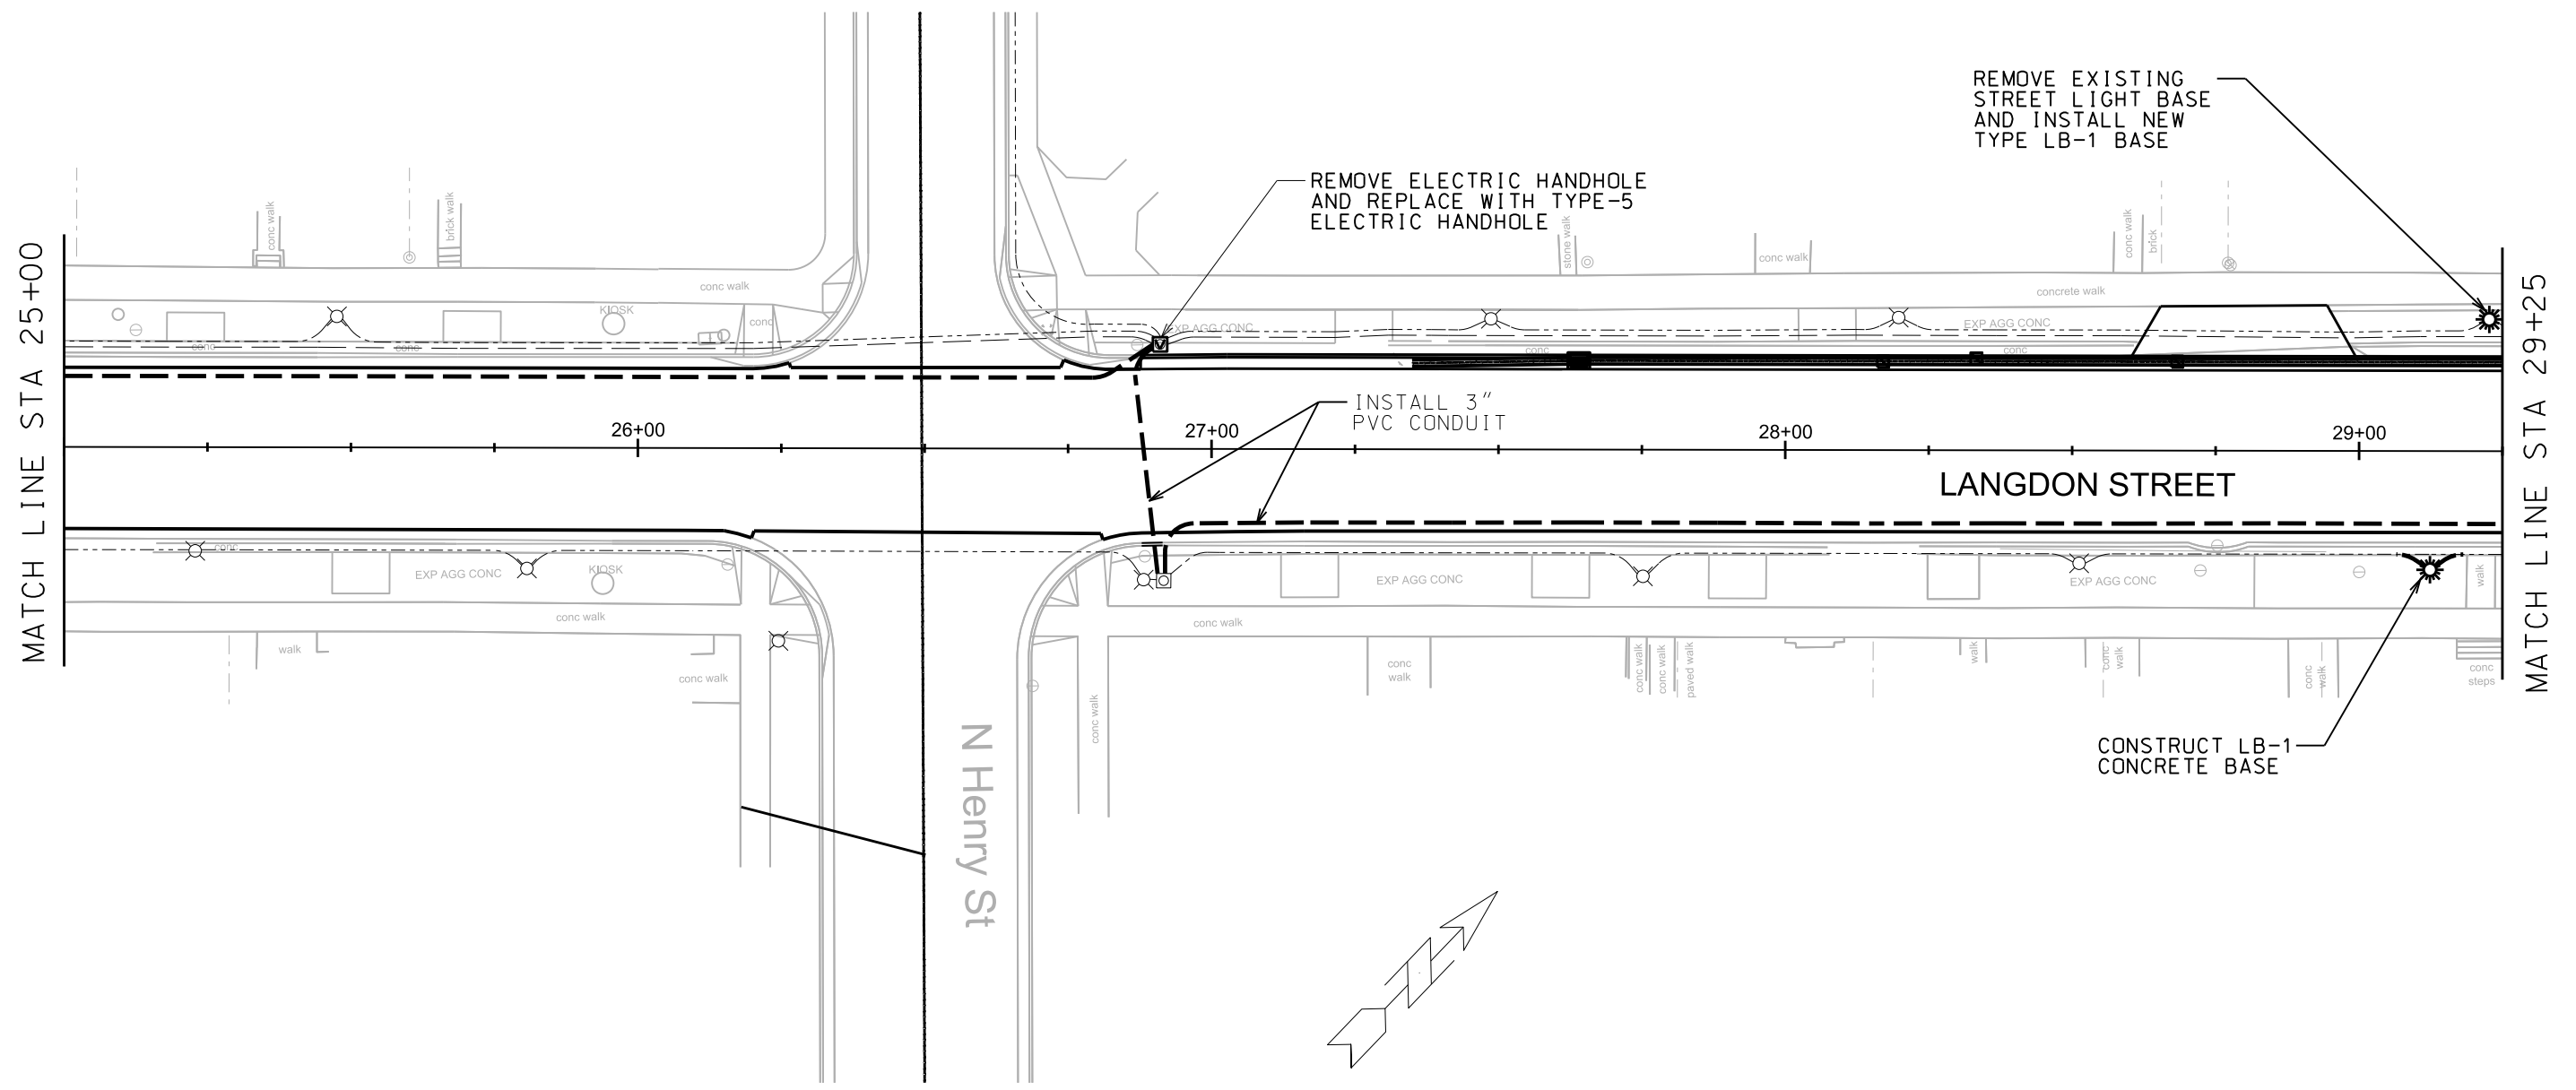 REMOVE EXISTING
STREET LIGHT BASE
AND INSTALL NEW
TYPE LB-1 BASE
REMOVE ELECTRIC HANDHOLE
AND REPLACE WITH TYPE-5
ELECTRIC HANDHOLE
MATCH LINE STA 25+00
MATCH LINE STA 29+25
conc walk
brick walk
stone walk
conc walk
conc walk
brick
conc walk
concrete walk
KIOSK
conc
EXP AGG CONC
EXP AGG CONC
conc
conc
conc
conc
INSTALL 3"
PVC CONDUIT
26+00
27+00
28+00
29+00
LANGDON STREET
conc
EXP AGG CONC
KIOSK
EXP AGG CONC
EXP AGG CONC
walk
conc walk
conc walk
walk
conc walk
conc
walk
conc walk
conc walk
paved walk
walk
conc
walk
conc
walk
conc
steps
conc walk
N Henry St
CONSTRUCT LB-1
CONCRETE BASE
N